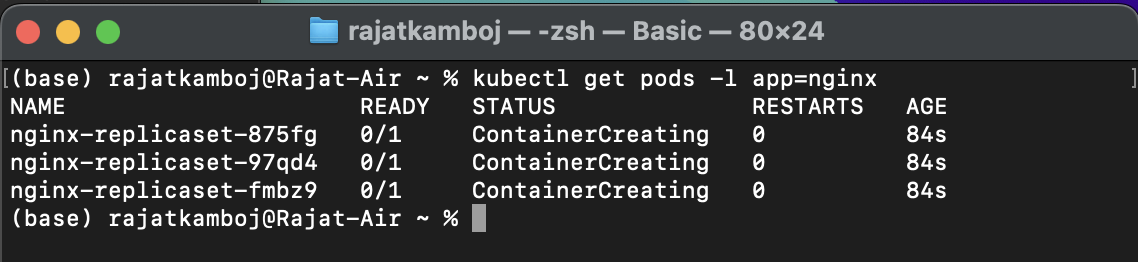 rajatkamboj — -zsh — Basic — 80×24
[(base) rajatkamboj@Rajat-Air ~ % kubectl get pods -l app=nginx ]
NAME READY STATUS RESTARTS AGE
nginx-replicaset-875fg 0/1 ContainerCreating 0 84s
nginx-replicaset-97qd4 0/1 ContainerCreating 0 84s
nginx-replicaset-fmbz9 0/1 ContainerCreating 0 84s
(base) rajatkamboj@Rajat-Air ~ %